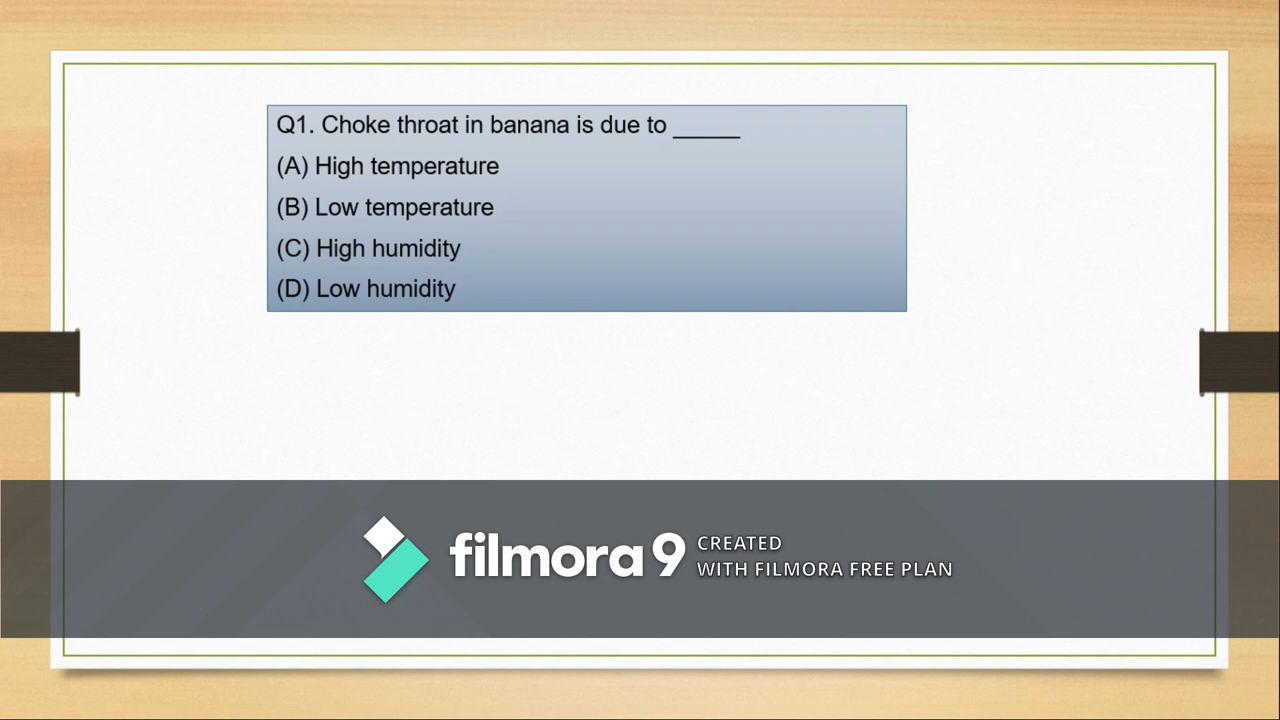 Q1. Choke throat in banana is due to _____
(A) High temperature
(B) Low temperature
(C) High humidity
(D) Low humidity
filmora 9 CREATED
WITH FILMORA FREE PLAN